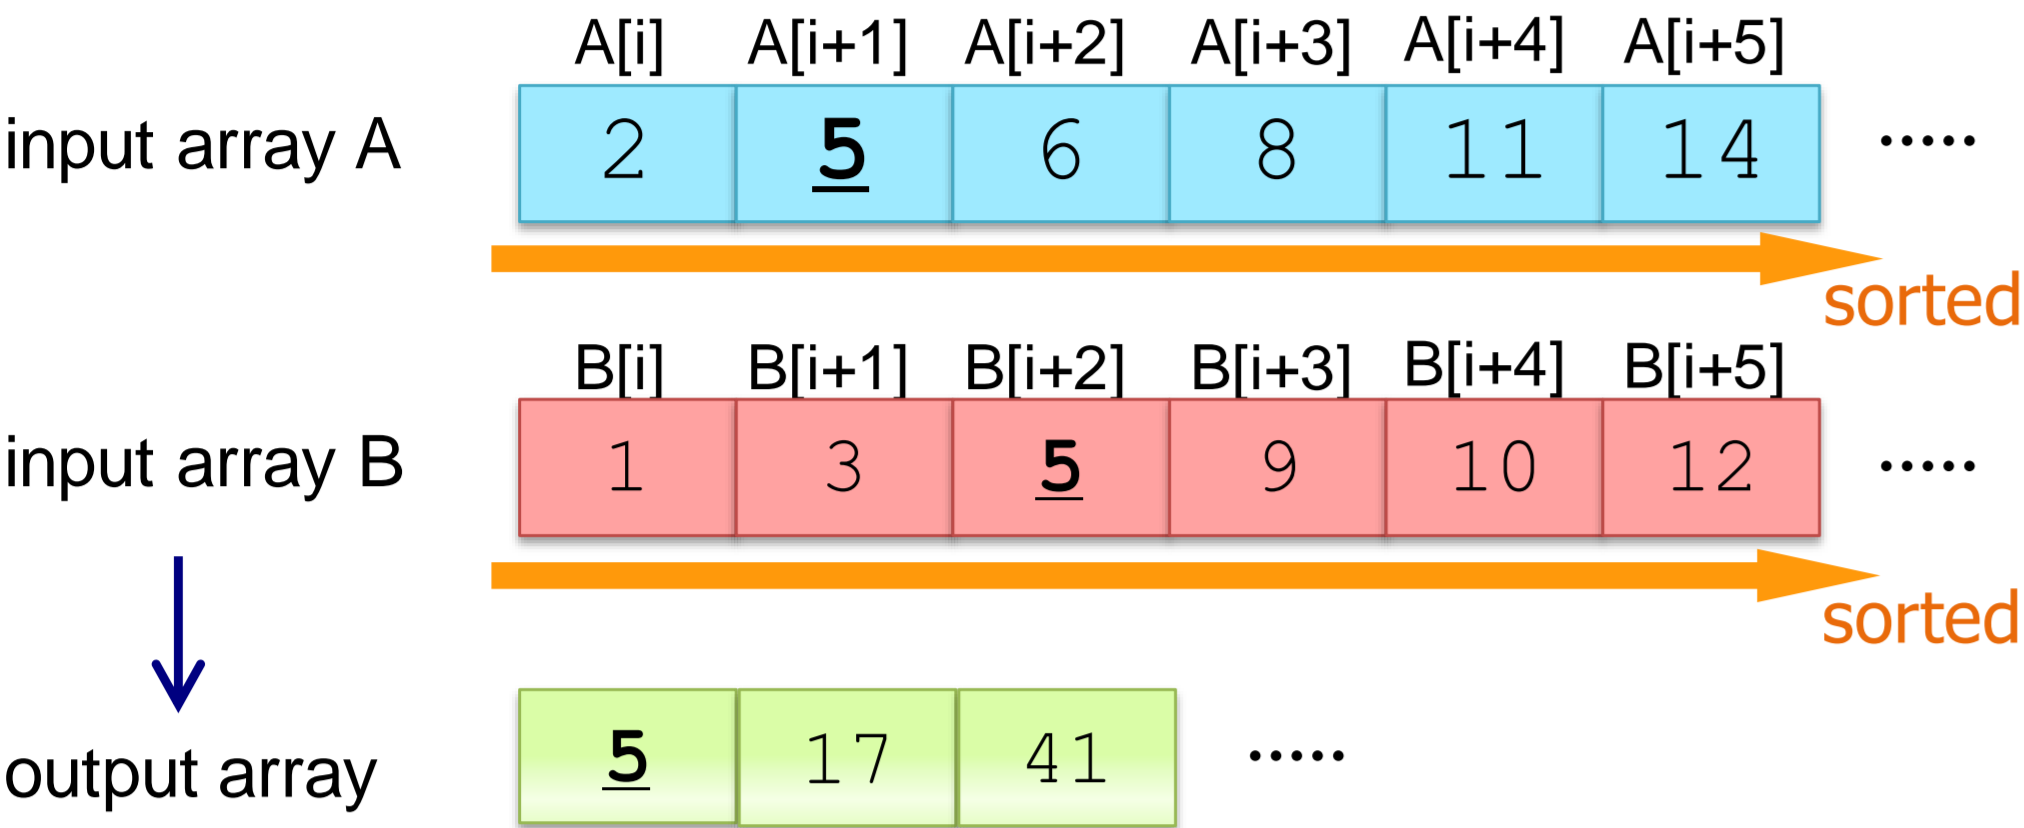 A[i] A[i+1] A[i+2] A[i+3] A[i+4] A[i+5]
input array A 2 5 6 8 11 14 .....
sorted
B[i] B[i+1] B[i+2] B[i+3] B[i+4] B[i+5]
input array B 1 3 5 9 10 12 .....
sorted
output array 5 17 41 .....